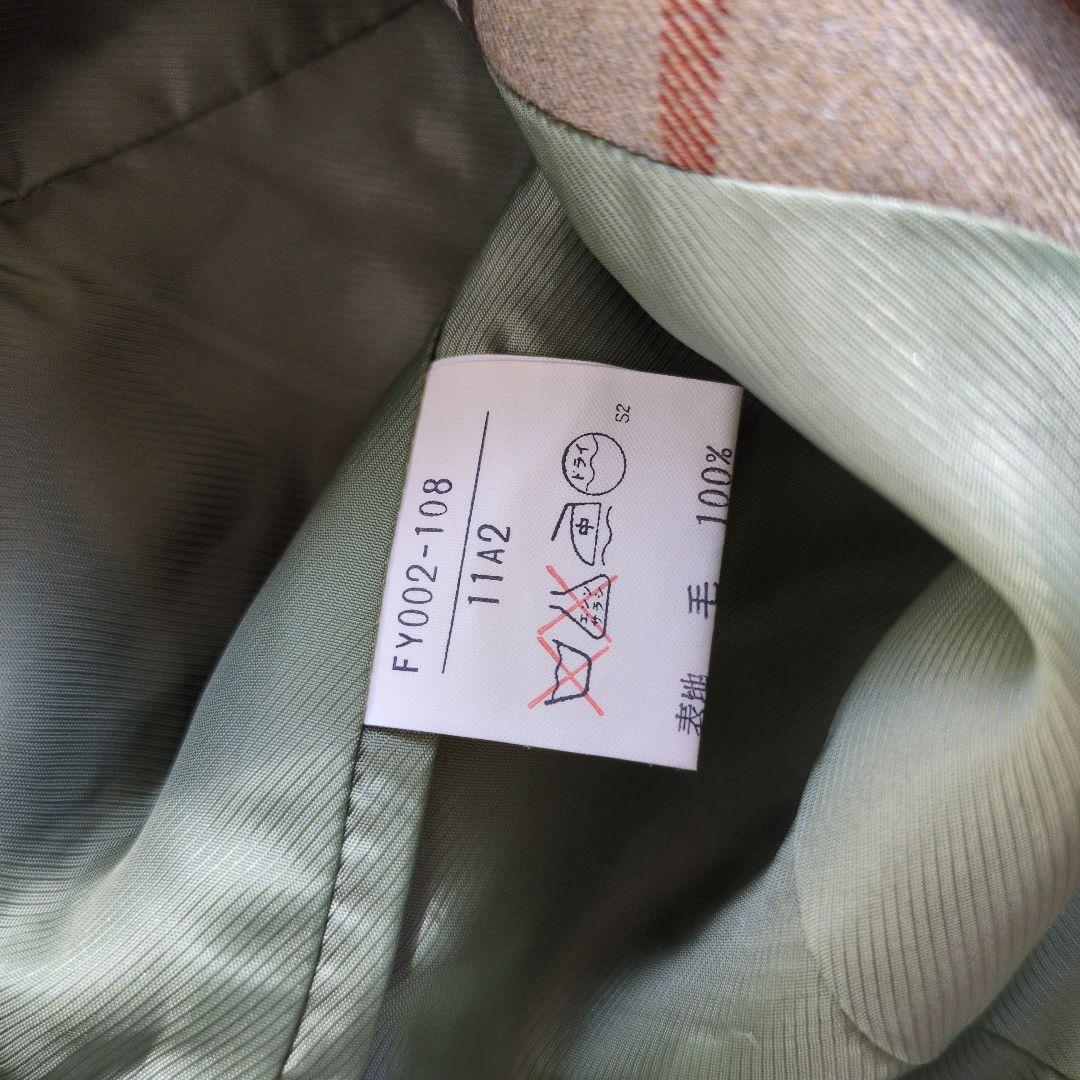 FY002-108
11A2
エンソ
サラシ
中
ドライ
S2
表地 毛 100%